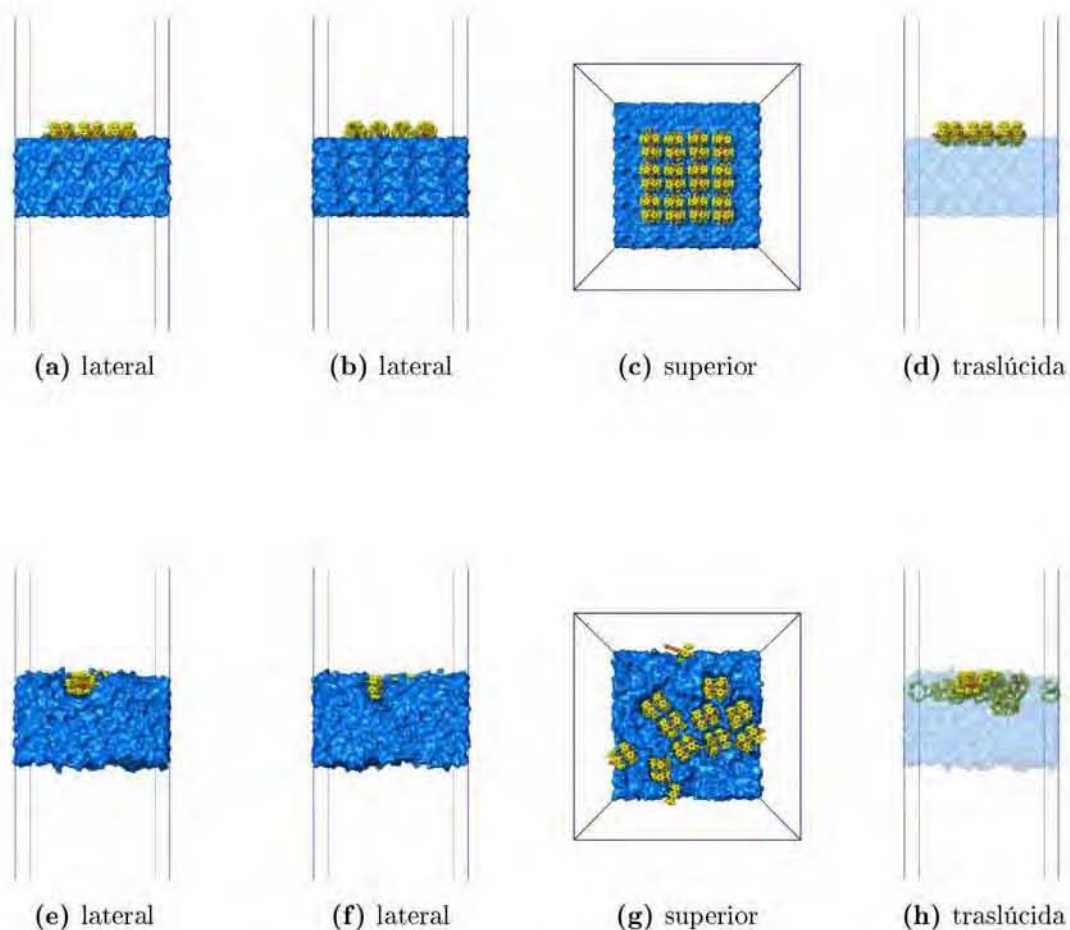 (a) lateral
(b) lateral
(c) superior
(d) traslúcida
(e) lateral
(f) lateral
(g) superior
(h) traslúcida